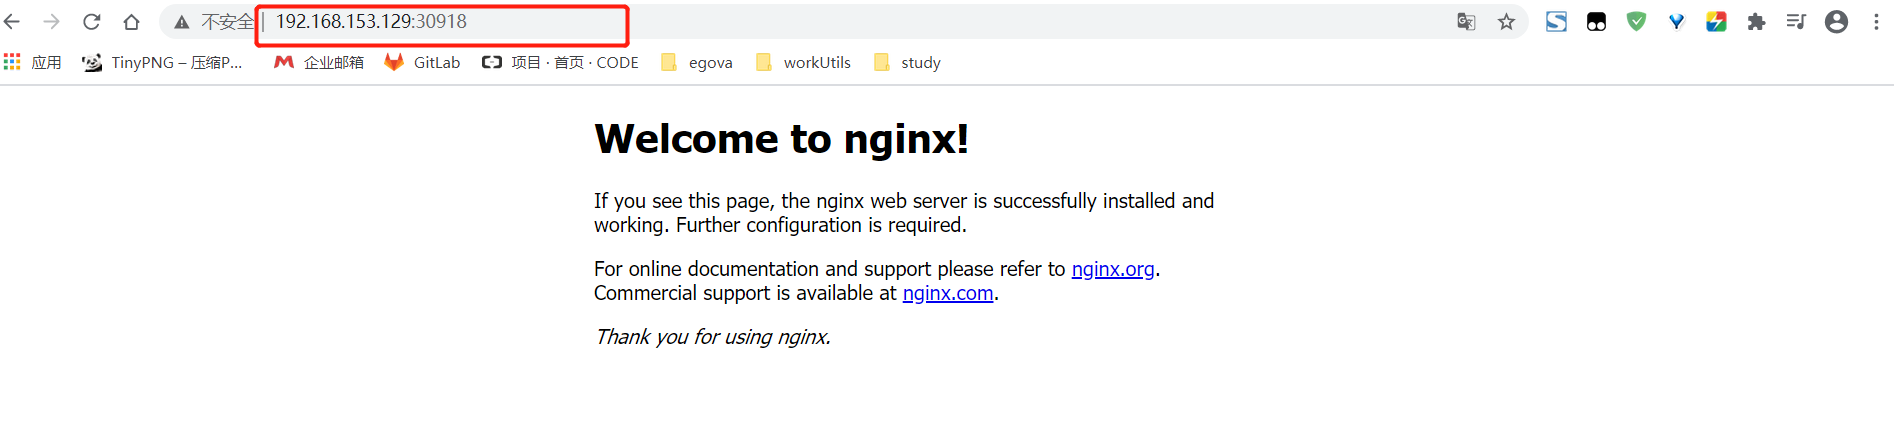 不安全 192.168.153.129:30918
应用 TinyPNG – 压缩P... 企业邮箱 GitLab 项目 · 首页 · CODE egova workUtils study
Welcome to nginx!
If you see this page, the nginx web server is successfully installed and
working. Further configuration is required.
For online documentation and support please refer to nginx.org.
Commercial support is available at nginx.com.
Thank you for using nginx.